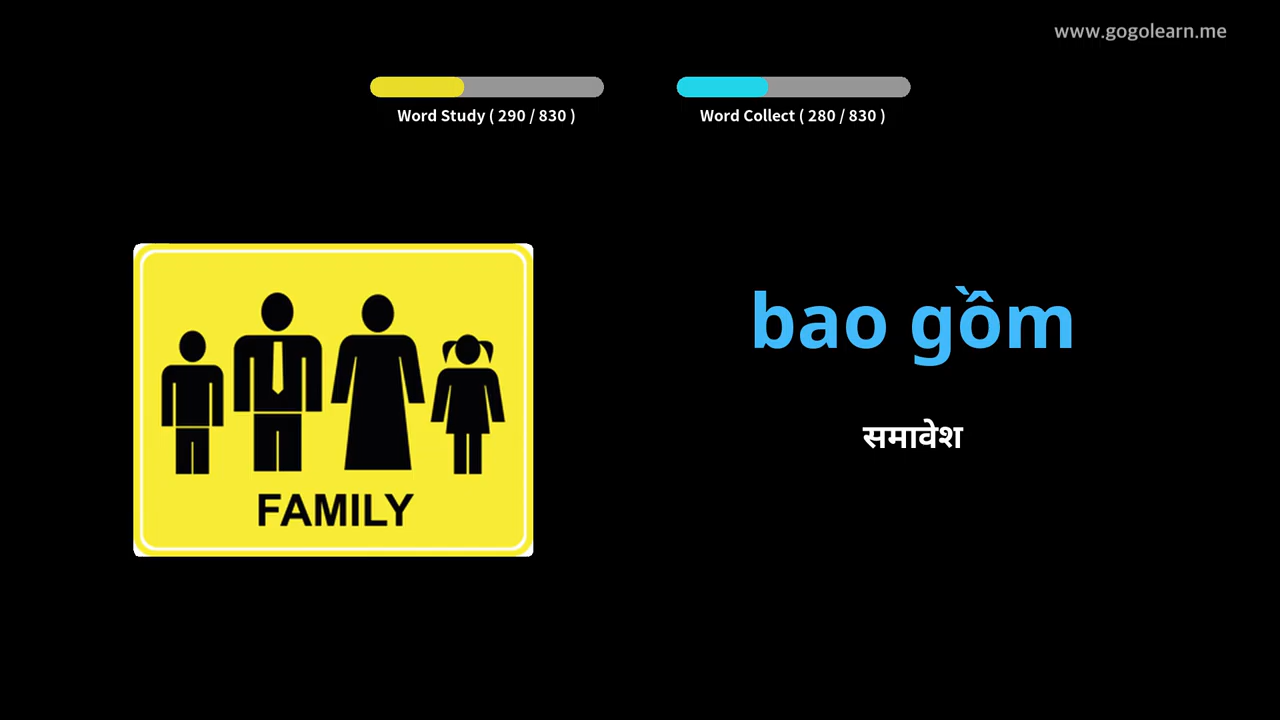 www.gogolearn.me
Word Study ( 290 / 830 )
Word Collect ( 280 / 830 )
FAMILY
bao gồm
समावेश